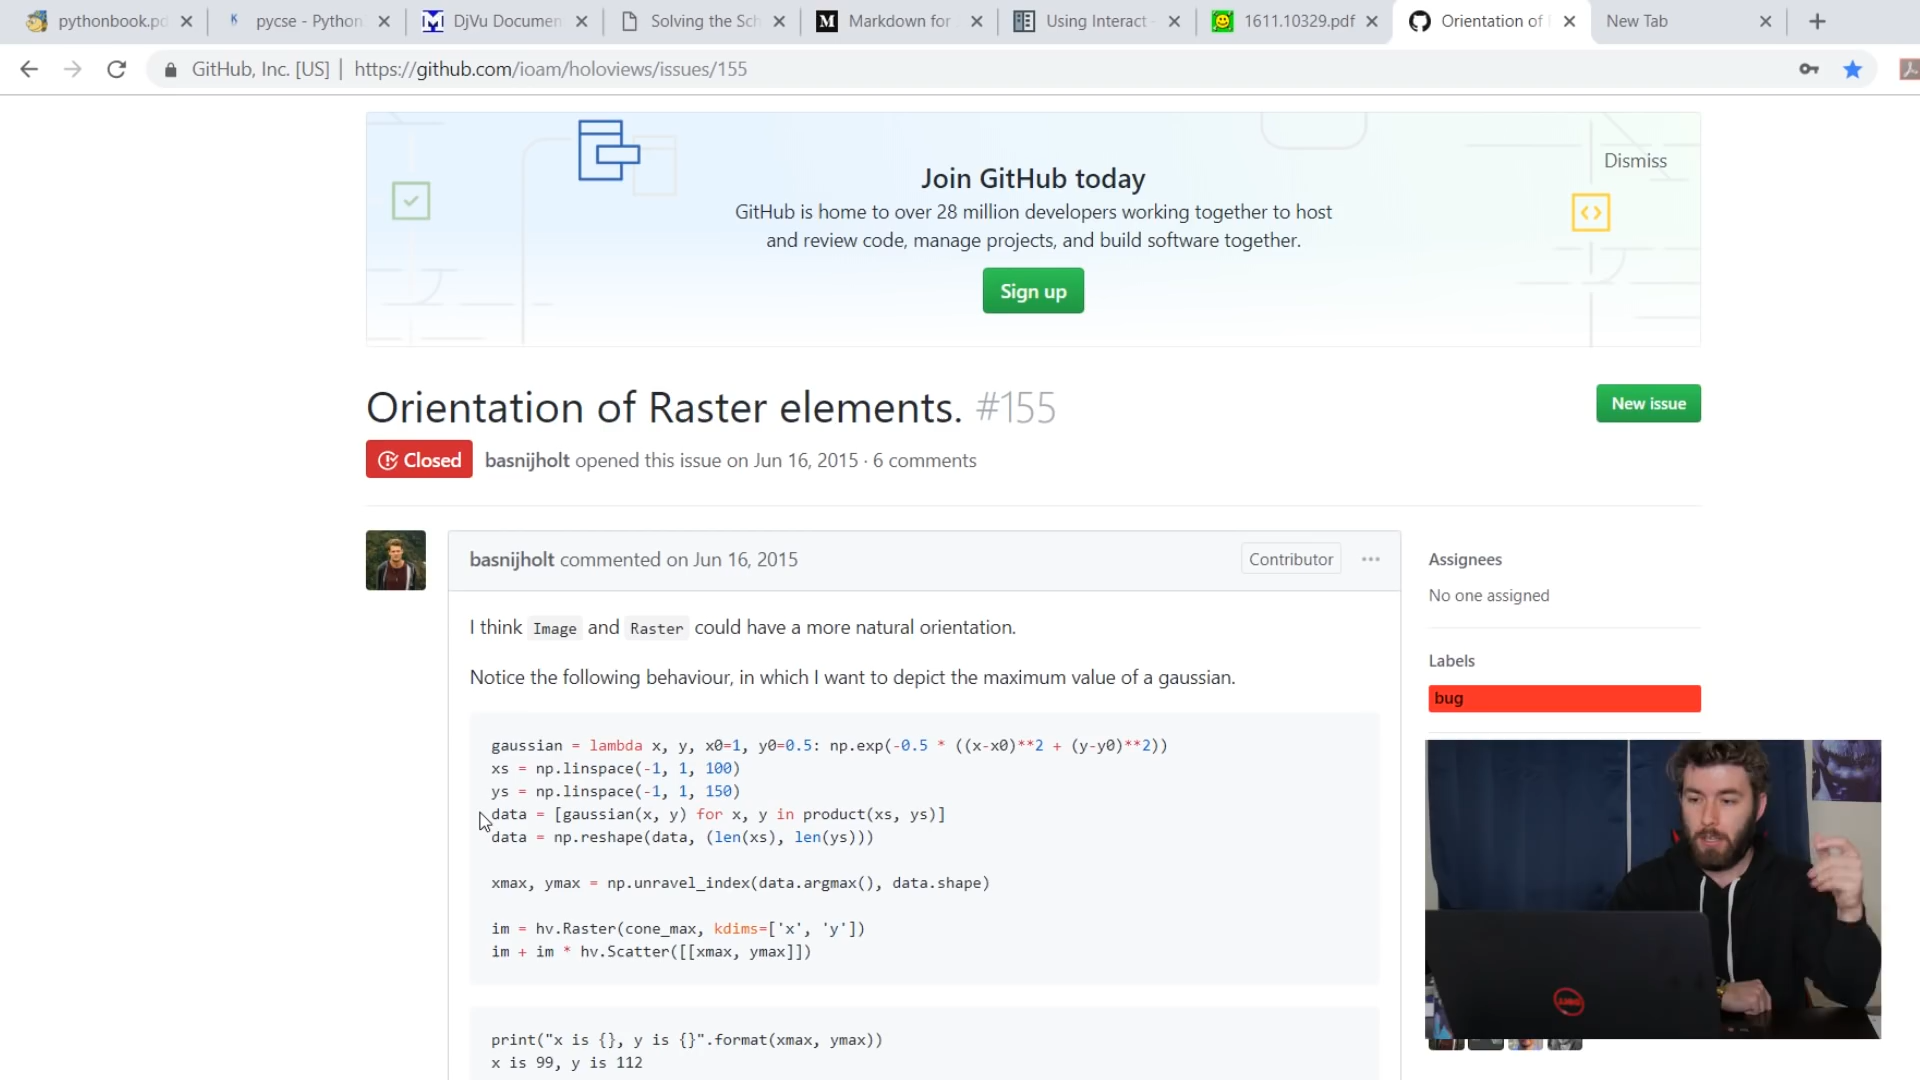 pythonbook.pd
pycse - Python
DjVu Documen
Solving the Sch
Markdown for
Using Interact
1611.10329.pdf
Orientation of
New Tab
GitHub, Inc. [US] | https://github.com/ioam/holoviews/issues/155
Join GitHub today
Dismiss
GitHub is home to over 28 million developers working together to host
and review code, manage projects, and build software together.
Sign up
Orientation of Raster elements. #155
New issue
Closed basnijholt opened this issue on Jun 16, 2015 · 6 comments
basnijholt commented on Jun 16, 2015
Contributor
I think Image and Raster could have a more natural orientation.
Notice the following behaviour, in which I want to depict the maximum value of a gaussian.
gaussian = lambda x, y, x0=1, y0=0.5: np.exp(-0.5 * ((x-x0)**2 + (y-y0)**2))
xs = np.linspace(-1, 1, 100)
ys = np.linspace(-1, 1, 150)
data = [gaussian(x, y) for x, y in product(xs, ys)]
data = np.reshape(data, (len(xs), len(ys)))
xmax, ymax = np.unravel_index(data.argmax(), data.shape)
im = hv.Raster(cone_max, kdims=['x', 'y'])
im + im * hv.Scatter([[xmax, ymax]])
print("x is {}, y is {}".format(xmax, ymax))
x is 99, y is 112
Assignees
No one assigned
Labels
bug
DELL